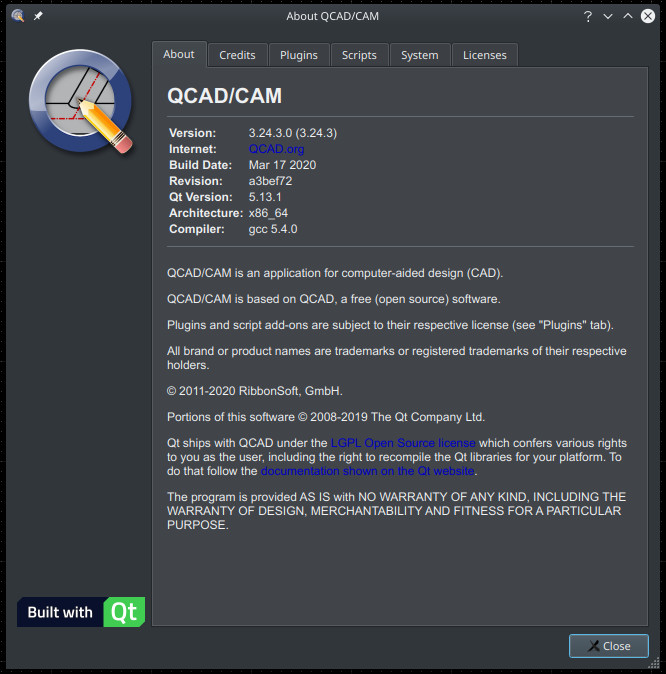 About QCAD/CAM
?
About Credits Plugins Scripts System Licenses
QCAD/CAM
Version: 3.24.3.0 (3.24.3)
Internet: QCAD.org
Build Date: Mar 17 2020
Revision: a3bef72
Qt Version: 5.13.1
Architecture: x86_64
Compiler: gcc 5.4.0
QCAD/CAM is an application for computer-aided design (CAD).
QCAD/CAM is based on QCAD, a free (open source) software.
Plugins and script add-ons are subject to their respective license (see "Plugins" tab).
All brand or product names are trademarks or registered trademarks of their respective
holders.
© 2011-2020 RibbonSoft, GmbH.
Portions of this software © 2008-2019 The Qt Company Ltd.
Qt ships with QCAD under the LGPL Open Source license which confers various rights
to you as the user, including the right to recompile the Qt libraries for your platform. To
do that follow the documentation shown on the Qt website.
The program is provided AS IS with NO WARRANTY OF ANY KIND, INCLUDING THE
WARRANTY OF DESIGN, MERCHANTABILITY AND FITNESS FOR A PARTICULAR
PURPOSE.
Built with Qt
Close